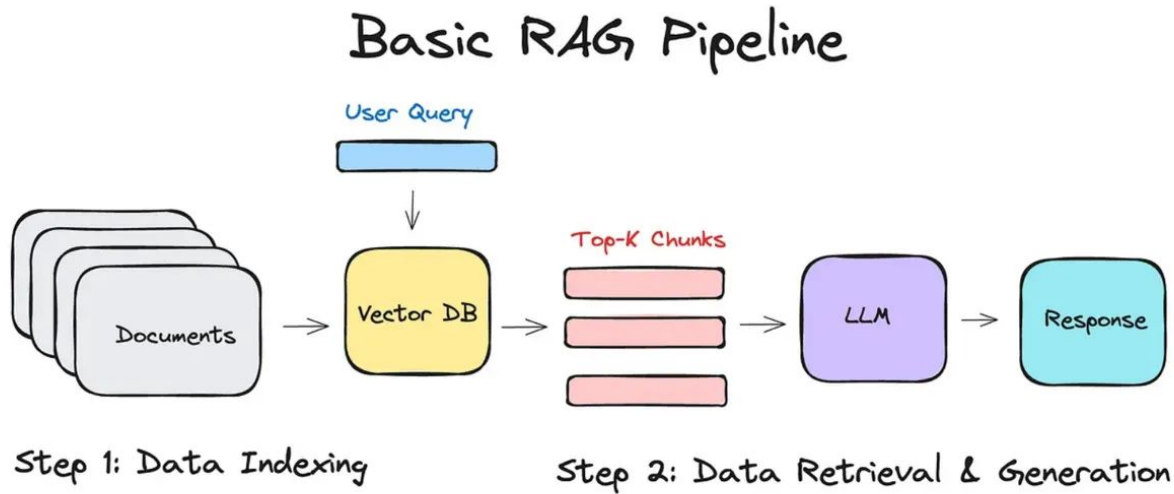 Basic RAG Pipeline
User Query
Top-K Chunks
Documents
Vector DB
LLM
Response
Step 1: Data Indexing
Step 2: Data Retrieval & Generation